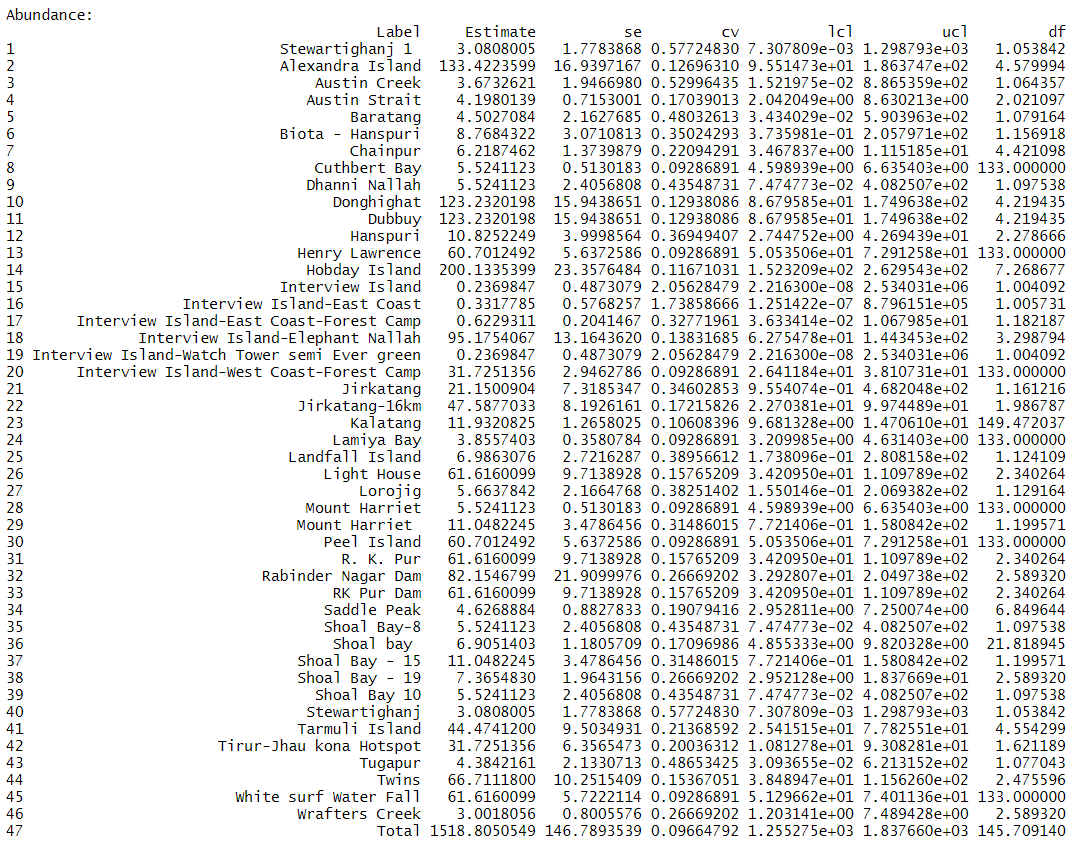 Abundance:
Label Estimate se cv lcl ucl df
1 Stewartighanj 1 3.0808005 1.7783868 0.57724830 7.307809e-03 1.298793e+03 1.053842
2 Alexandra Island 133.4223599 16.9397167 0.12696310 9.551473e+01 1.863747e+02 4.579994
3 Austin Creek 3.6732621 1.9466980 0.52996435 1.521975e-02 8.865359e+02 1.064357
4 Austin Strait 4.1980139 0.7153001 0.17039013 2.042049e+00 8.630213e+00 2.021097
5 Baratang 4.5027084 2.1627685 0.48032613 3.434029e-02 5.903963e+02 1.079164
6 Biota - Hanspuri 8.7684322 3.0710813 0.35024293 3.735981e-01 2.057971e+02 1.156918
7 Chainpur 6.2187462 1.3739879 0.22094291 3.467837e+00 1.115185e+01 4.421098
8 Cuthbert Bay 5.5241123 0.5130183 0.09286891 4.598939e+00 6.635403e+00 133.000000
9 Dhanni Nallah 5.5241123 2.4056808 0.43548731 7.474773e-02 4.082507e+02 1.097538
10 Donghighat 123.2320198 15.9438651 0.12938086 8.679585e+01 1.749638e+02 4.219435
11 Dubbuy 123.2320198 15.9438651 0.12938086 8.679585e+01 1.749638e+02 4.219435
12 Hanspuri 10.8252249 3.9998564 0.36949407 2.744752e+00 4.269439e+01 2.278666
13 Henry Lawrence 60.7012492 5.6372586 0.09286891 5.053506e+01 7.291258e+01 133.000000
14 Hobday Island 200.1335399 23.3576484 0.11671031 1.523209e+02 2.629543e+02 7.268677
15 Interview Island 0.2369847 0.4873079 2.05628479 2.216300e-08 2.534031e+06 1.004092
16 Interview Island-East Coast 0.3317785 0.5768257 1.73858666 1.251422e-07 8.796151e+05 1.005731
17 Interview Island-East Coast-Forest Camp 0.6229311 0.2041467 0.32771961 3.633414e-02 1.067985e+01 1.182187
18 Interview Island-Elephant Nallah 95.1754067 13.1643620 0.13831685 6.275478e+01 1.443453e+02 3.298794
19 Interview Island-Watch Tower semi Ever green 0.2369847 0.4873079 2.05628479 2.216300e-08 2.534031e+06 1.004092
20 Interview Island-West Coast-Forest Camp 31.7251356 2.9462786 0.09286891 2.641184e+01 3.810731e+01 133.000000
21 Jirkatang 21.1500904 7.3185347 0.34602853 9.554074e-01 4.682048e+02 1.161216
22 Jirkatang-16km 47.5877033 8.1926161 0.17215826 2.270381e+01 9.974489e+01 1.986787
23 Kalatang 11.9320825 1.2658025 0.10608396 9.681328e+00 1.470610e+01 149.472037
24 Lamiya Bay 3.8557403 0.3580784 0.09286891 3.209985e+00 4.631403e+00 133.000000
25 Landfall Island 6.9863076 2.7216287 0.38956612 1.738096e-01 2.808158e+02 1.124109
26 Light House 61.6160099 9.7138928 0.15765209 3.420950e+01 1.109789e+02 2.340264
27 Lorojig 5.6637842 2.1664768 0.38251402 1.550146e-01 2.069382e+02 1.129164
28 Mount Harriet 5.5241123 0.5130183 0.09286891 4.598939e+00 6.635403e+00 133.000000
29 Mount Harriet 11.0482245 3.4786456 0.31486015 7.721406e-01 1.580842e+02 1.199571
30 Peel Island 60.7012492 5.6372586 0.09286891 5.053506e+01 7.291258e+01 133.000000
31 R. K. Pur 61.6160099 9.7138928 0.15765209 3.420950e+01 1.109789e+02 2.340264
32 Rabinder Nagar Dam 82.1546799 21.9099976 0.26669202 3.292807e+01 2.049738e+02 2.589320
33 RK Pur Dam 61.6160099 9.7138928 0.15765209 3.420950e+01 1.109789e+02 2.340264
34 Saddle Peak 4.6268884 0.8827833 0.19079416 2.952811e+00 7.250074e+00 6.849644
35 Shoal Bay-8 5.5241123 2.4056808 0.43548731 7.474773e-02 4.082507e+02 1.097538
36 Shoal bay 6.9051403 1.1805709 0.17096986 4.855333e+00 9.820328e+00 21.818945
37 Shoal Bay - 15 11.0482245 3.4786456 0.31486015 7.721406e-01 1.580842e+02 1.199571
38 Shoal Bay - 19 7.3654830 1.9643156 0.26669202 2.952128e+00 1.837669e+01 2.589320
39 Shoal Bay 10 5.5241123 2.4056808 0.43548731 7.474773e-02 4.082507e+02 1.097538
40 Stewartighanj 3.0808005 1.7783868 0.57724830 7.307809e-03 1.298793e+03 1.053842
41 Tarmuli Island 44.4741200 9.5034931 0.21368592 2.541515e+01 7.782551e+01 4.554299
42 Tirur-Jhau kona Hotspot 31.7251356 6.3565473 0.20036312 1.081278e+01 9.308281e+01 1.621189
43 Tugapur 4.3842161 2.1330713 0.48653425 3.093655e-02 6.213152e+02 1.077043
44 Twins 66.7111800 10.2515409 0.15367051 3.848947e+01 1.156260e+02 2.475596
45 White surf Water Fall 61.6160099 5.7222114 0.09286891 5.129662e+01 7.401136e+01 133.000000
46 Wrafters Creek 3.0018056 0.8005576 0.26669202 1.203141e+00 7.489428e+00 2.589320
47 Total 1518.8050549 146.7893539 0.09664792 1.255275e+03 1.837660e+03 145.709140